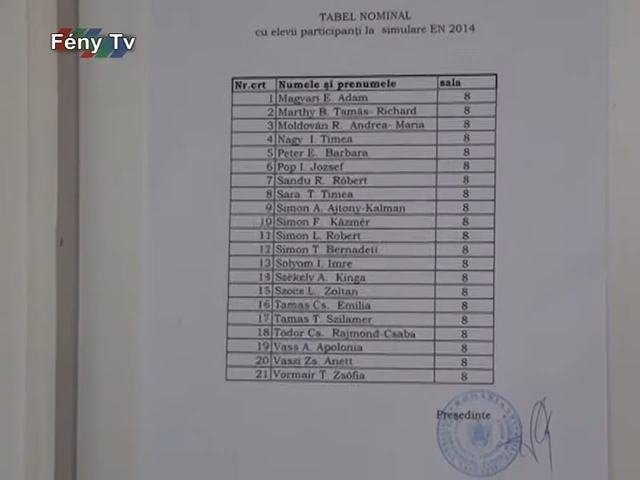 Fény Tv
TABEL NOMINAL
cu elevii participanți la simulare EN 2014
Nr.crt Numele și prenumele sala
1 Magyari E. Adam 8
2 Marthy B. Tamás- Richard 8
3 Moldován R. Andrea- Maria 8
4 Nagy I. Timea 8
5 Peter E. Barbara 8
6 Pop I. Jozsef 8
7 Sandu R. Róbert 8
8 Sara T. Timea 8
9 Simon A. Ajtony-Kalman 8
10 Simon F. Kázmér 8
11 Simon L. Robert 8
12 Simon T Bernadett 8
13 Solyom I. Imre 8
14 Székely A. Kinga 8
15 Szocs L. Zoltan 8
16 Tamas Cs. Emilia 8
17 Tamas T. Szilamer 8
18 Todor Cs. Rajmond-Csaba 8
19 Vass A. Apolonia 8
20 Vaszi Zs. Anett 8
21 Vormair T. Zsófia 8
Președinte